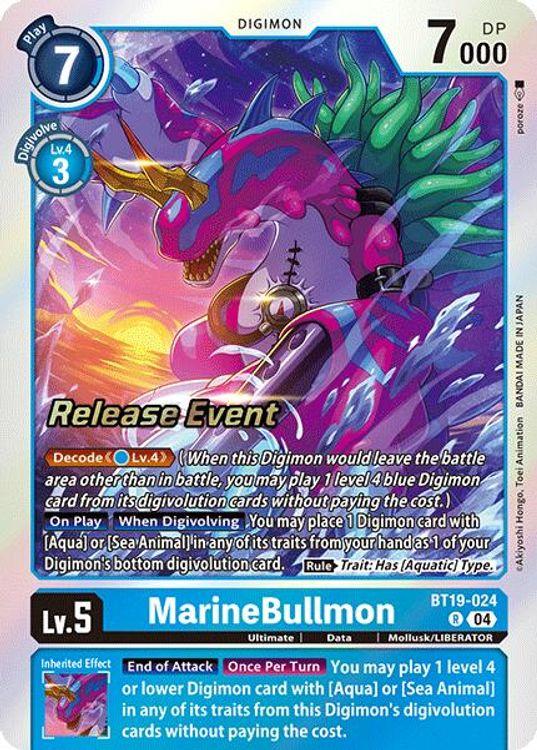 Play
7
DIGIMON
7000
DP
Digivolve
Lv.4
3
poroze
©Akiyoshi Hongo, Toei Animation BANDAI MADE IN JAPAN
Release Event
Decode《Lv.4》 (When this Digimon would leave the battle
area other than in battle, you may play 1 level 4 blue Digimon
card from its digivolution cards without paying the cost.)
On Play When Digivolving You may place 1 Digimon card with
[Aqua] or [Sea Animal] in any of its traits from your hand as 1 of your
Digimon's bottom digivolution card. Rule Trait: Has [Aquatic] Type.
Lv.5
MarineBullmon
BT19-024
R 04
Ultimate | Data | Mollusk/LIBERATOR
Inherited Effect
End of Attack Once Per Turn You may play 1 level 4
or lower Digimon card with [Aqua] or [Sea Animal]
in any of its traits from this Digimon's digivolution
cards without paying the cost.